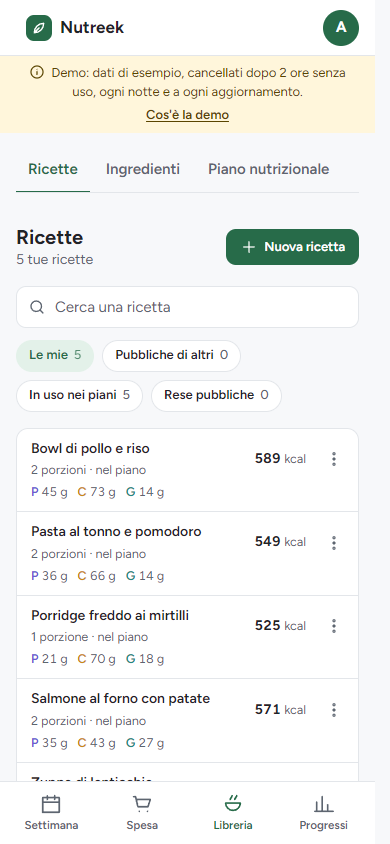 Nutreek
A
Demo: dati di esempio, cancellati dopo 2 ore senza
uso, ogni notte e a ogni aggiornamento.
Cos'è la demo
Ricette Ingredienti Piano nutrizionale
Ricette
5 tue ricette
Nuova ricetta
Cerca una ricetta
Le mie 5 Pubbliche di altri 0
In uso nei piani 5 Rese pubbliche 0
Bowl di pollo e riso
2 porzioni · nel piano
P 45 g C 73 g G 14 g
589 kcal
Pasta al tonno e pomodoro
2 porzioni · nel piano
P 36 g C 66 g G 14 g
549 kcal
Porridge freddo ai mirtilli
1 porzione · nel piano
P 21 g C 70 g G 18 g
525 kcal
Salmone al forno con patate
2 porzioni · nel piano
P 35 g C 43 g G 27 g
571 kcal
Settimana Spesa Libreria Progressi